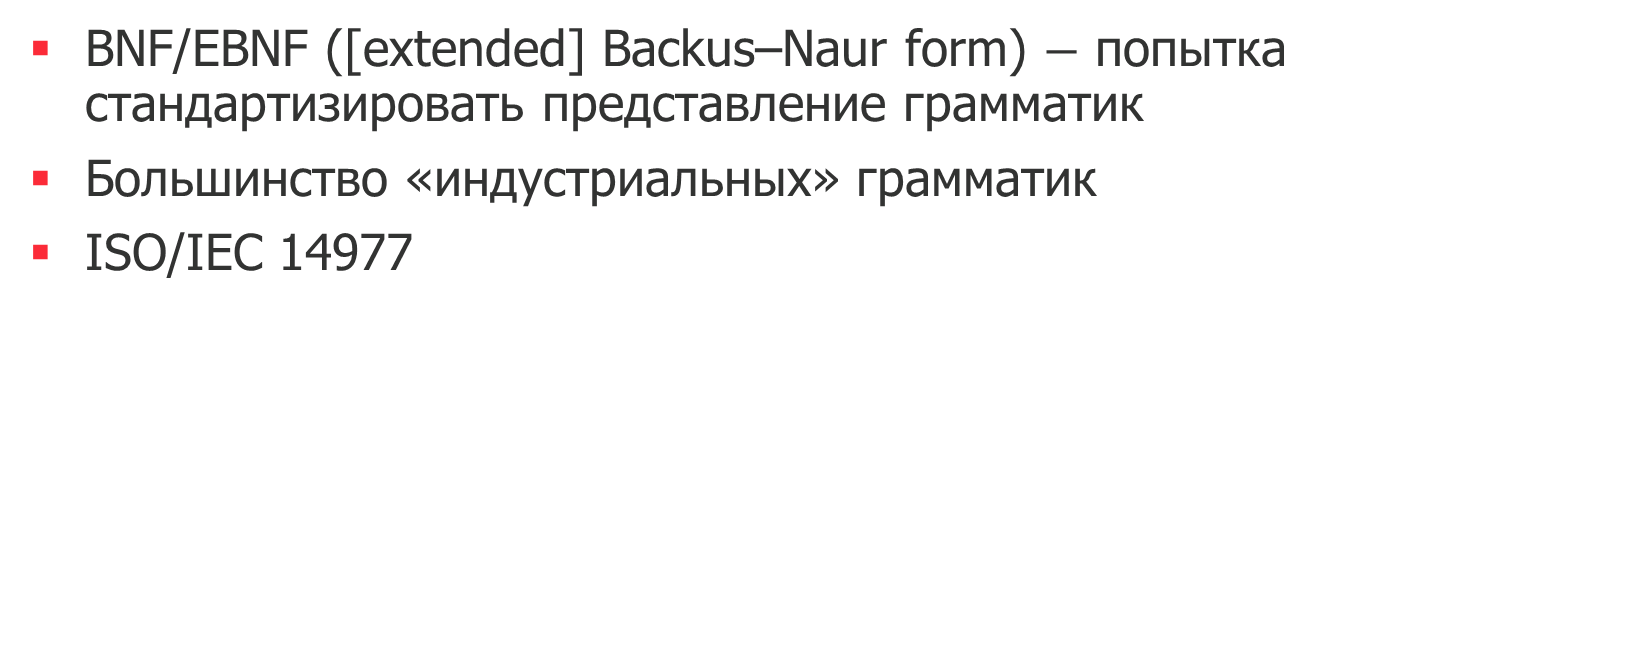 ▪ BNF/EBNF ([extended] Backus–Naur form) – попытка
стандартизировать представление грамматик
▪ Большинство «индустриальных» грамматик
▪ ISO/IEC 14977